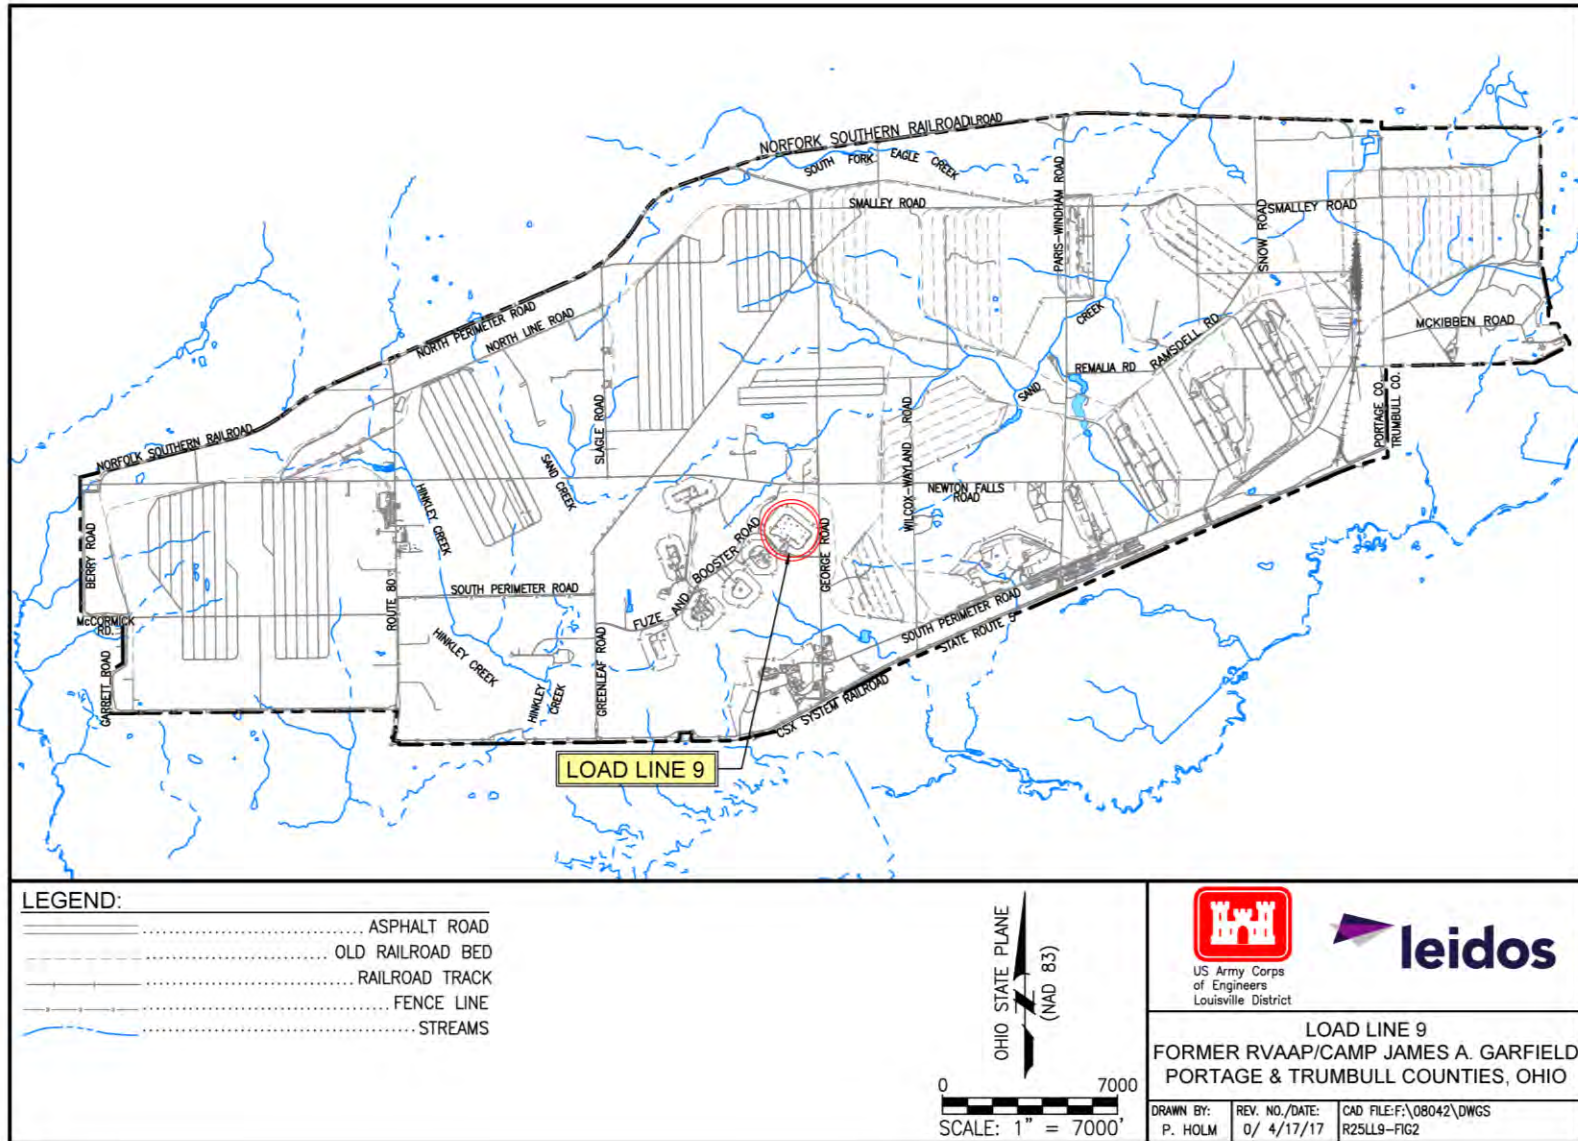 NORFORK SOUTHERN RAILROAD
ILROAD
SOUTH FORK
EAGLE CREEK
SMALLEY ROAD
PARIS-WINDHAM ROAD
SNOW ROAD
SMALLEY ROAD
NORTH PERIMETER ROAD
NORTH LINE ROAD
CREEK
RAMSDELL RD
MCKIBBEN ROAD
REMALIA RD
SAND
PORTAGE CO.
TRUMBULL CO.
NORFOLK SOUTHERN RAILROAD
SLAGLE ROAD
WILCOX-WAYLAND ROAD
SAND CREEK
HINKLEY CREEK
NEWTON FALLS
ROAD
BERRY ROAD
ROUTE 80
FUZE AND BOOSTER ROAD
GEORGE ROAD
SOUTH PERIMETER ROAD
McCORMICK
RD.
SOUTH PERIMETER ROAD
STATE ROUTE 5
HINKLEY CREEK
GARRETT ROAD
HINKLEY
CREEK
GREENLEAF ROAD
CSX SYSTEM RAILROAD
LOAD LINE 9
LEGEND:
ASPHALT ROAD
OLD RAILROAD BED
RAILROAD TRACK
FENCE LINE
STREAMS
OHIO STATE PLANE
(NAD 83)
0 7000
SCALE: 1" = 7000'
US Army Corps
of Engineers
Louisville District
leidos
LOAD LINE 9
FORMER RVAAP/CAMP JAMES A. GARFIELD
PORTAGE & TRUMBULL COUNTIES, OHIO
DRAWN BY:
P. HOLM
REV. NO./DATE:
0/ 4/17/17
CAD FILE:F:\08042\DWGS
R25LL9-FIG2